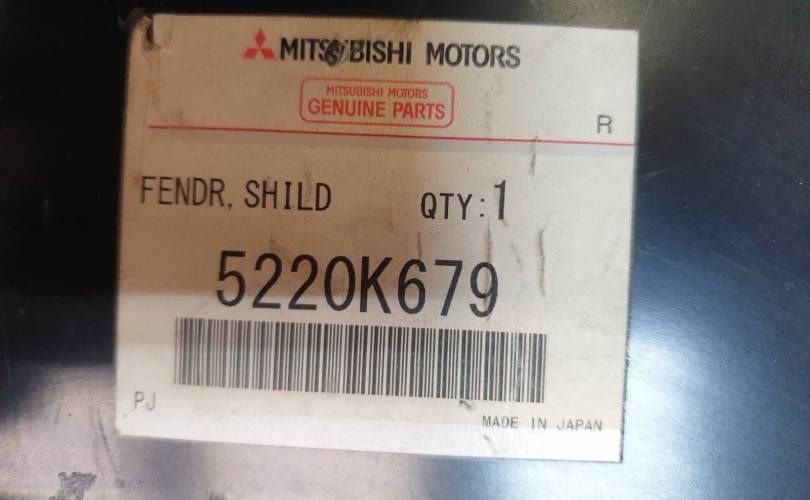 MITSUBISHI MOTORS
MITSUBISHI MOTORS
GENUINE PARTS
R
FENDR, SHILD QTY:1
5220K679
PJ
MADE IN JAPAN